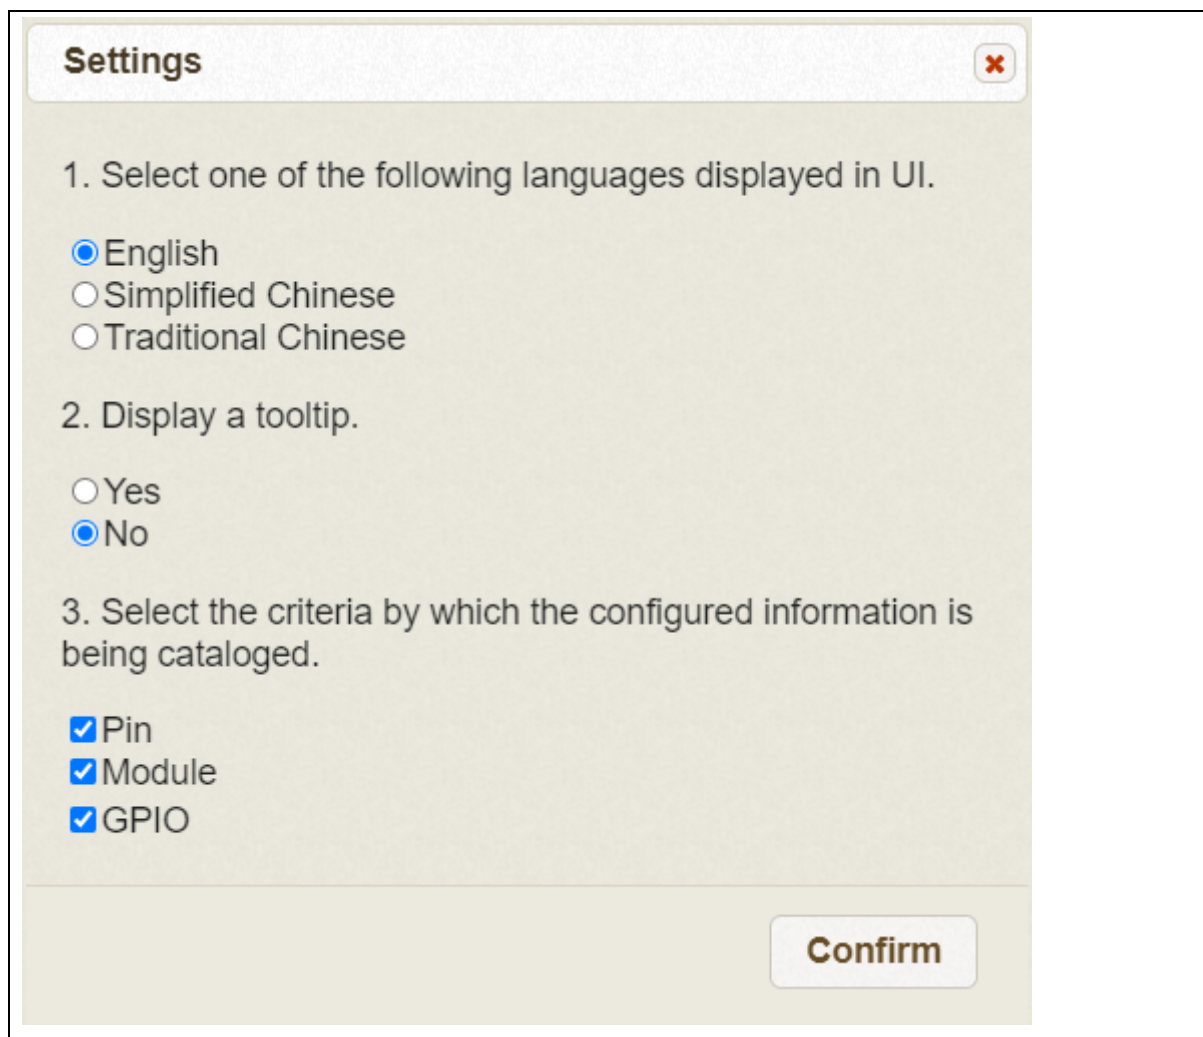 Settings
1. Select one of the following languages displayed in UI.
English
Simplified Chinese
Traditional Chinese
2. Display a tooltip.
Yes
No
3. Select the criteria by which the configured information is
being cataloged.
Pin
Module
GPIO
Confirm